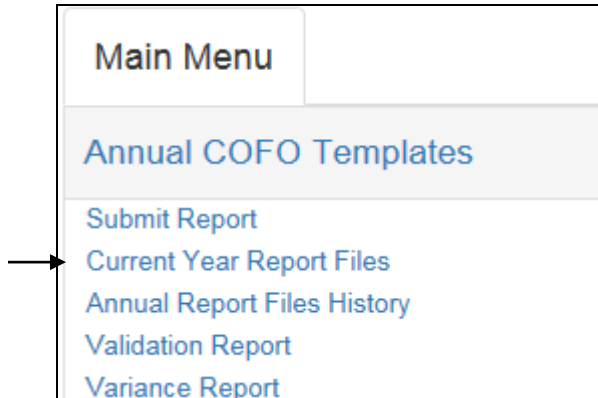 Main Menu
Annual COFO Templates
Submit Report
Current Year Report Files
Annual Report Files History
Validation Report
Variance Report